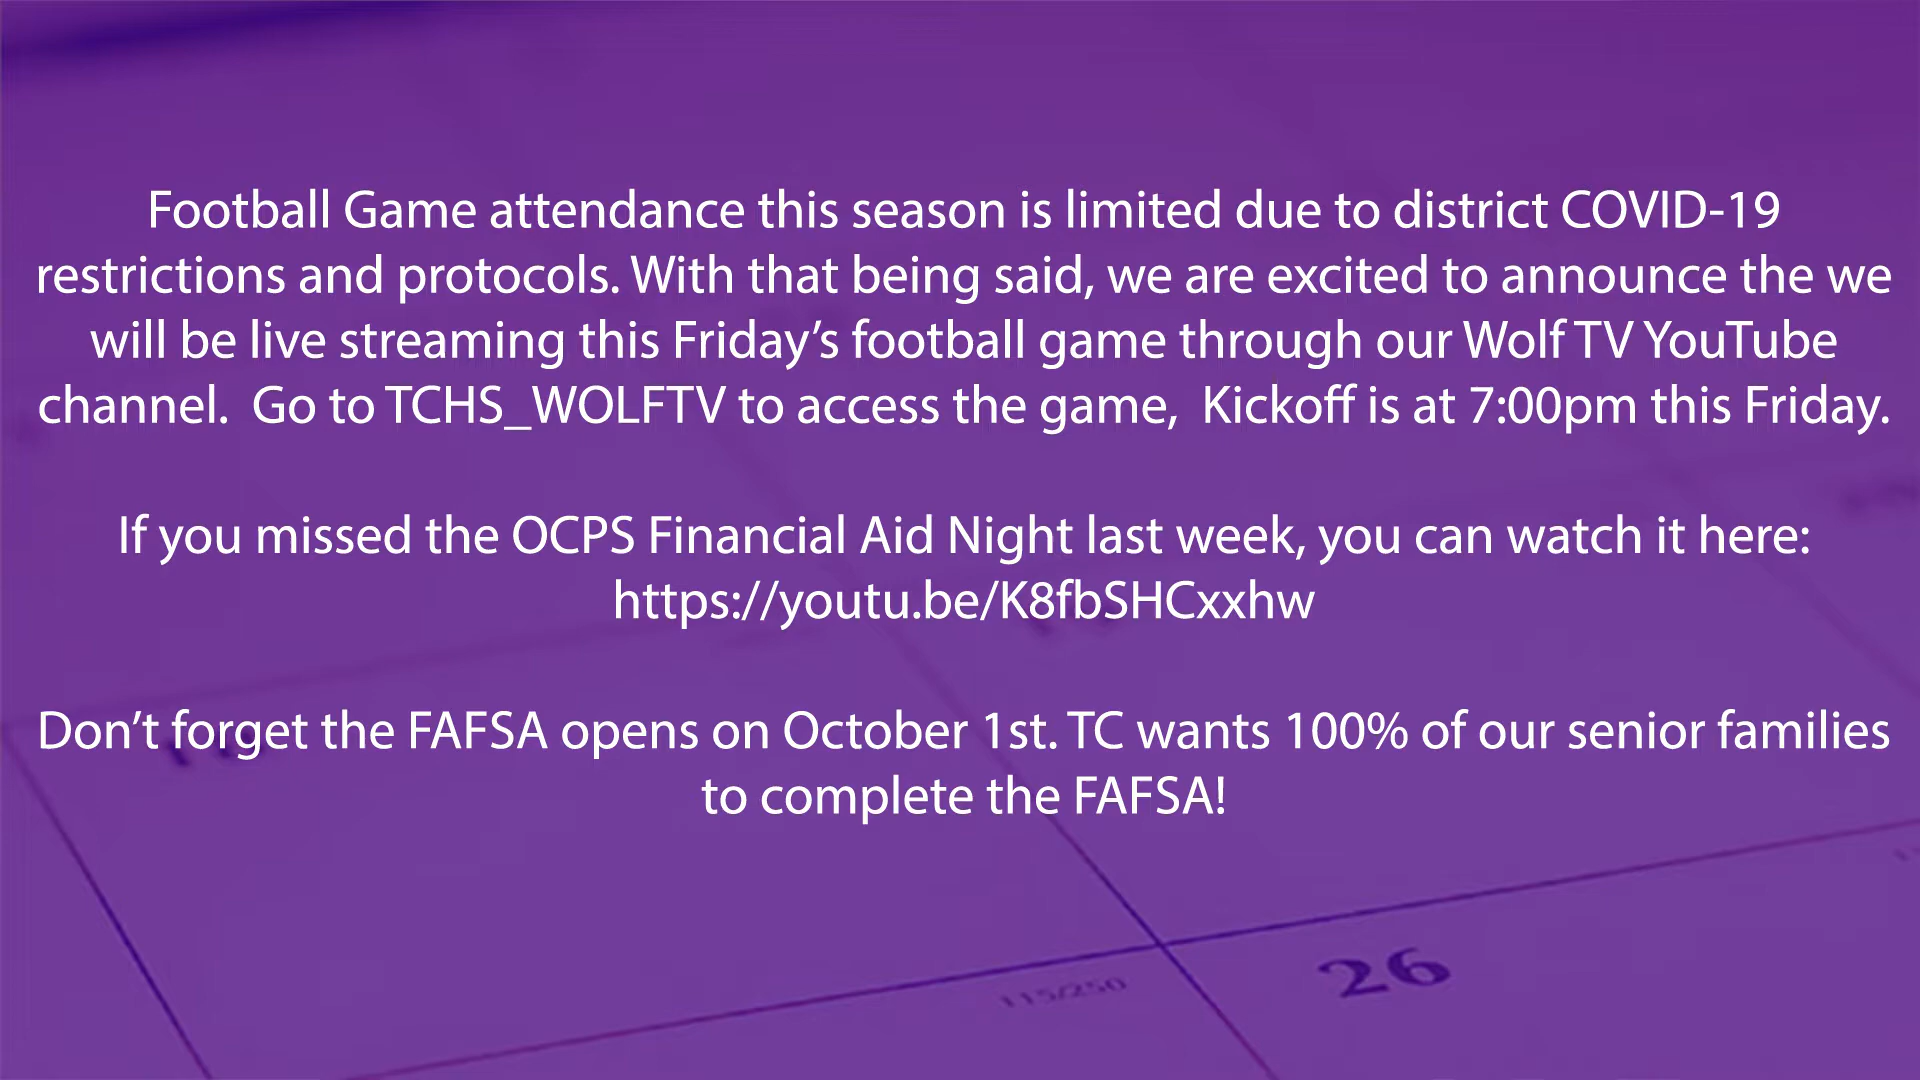 Football Game attendance this season is limited due to district COVID-19
restrictions and protocols. With that being said, we are excited to announce the we
will be live streaming this Friday’s football game through our Wolf TV YouTube
channel.  Go to TCHS_WOLFTV to access the game,  Kickoff is at 7:00pm this Friday.
If you missed the OCPS Financial Aid Night last week, you can watch it here:
https://youtu.be/K8fbSHCxxhw
Don’t forget the FAFSA opens on October 1st. TC wants 100% of our senior families
to complete the FAFSA!
115/250
26